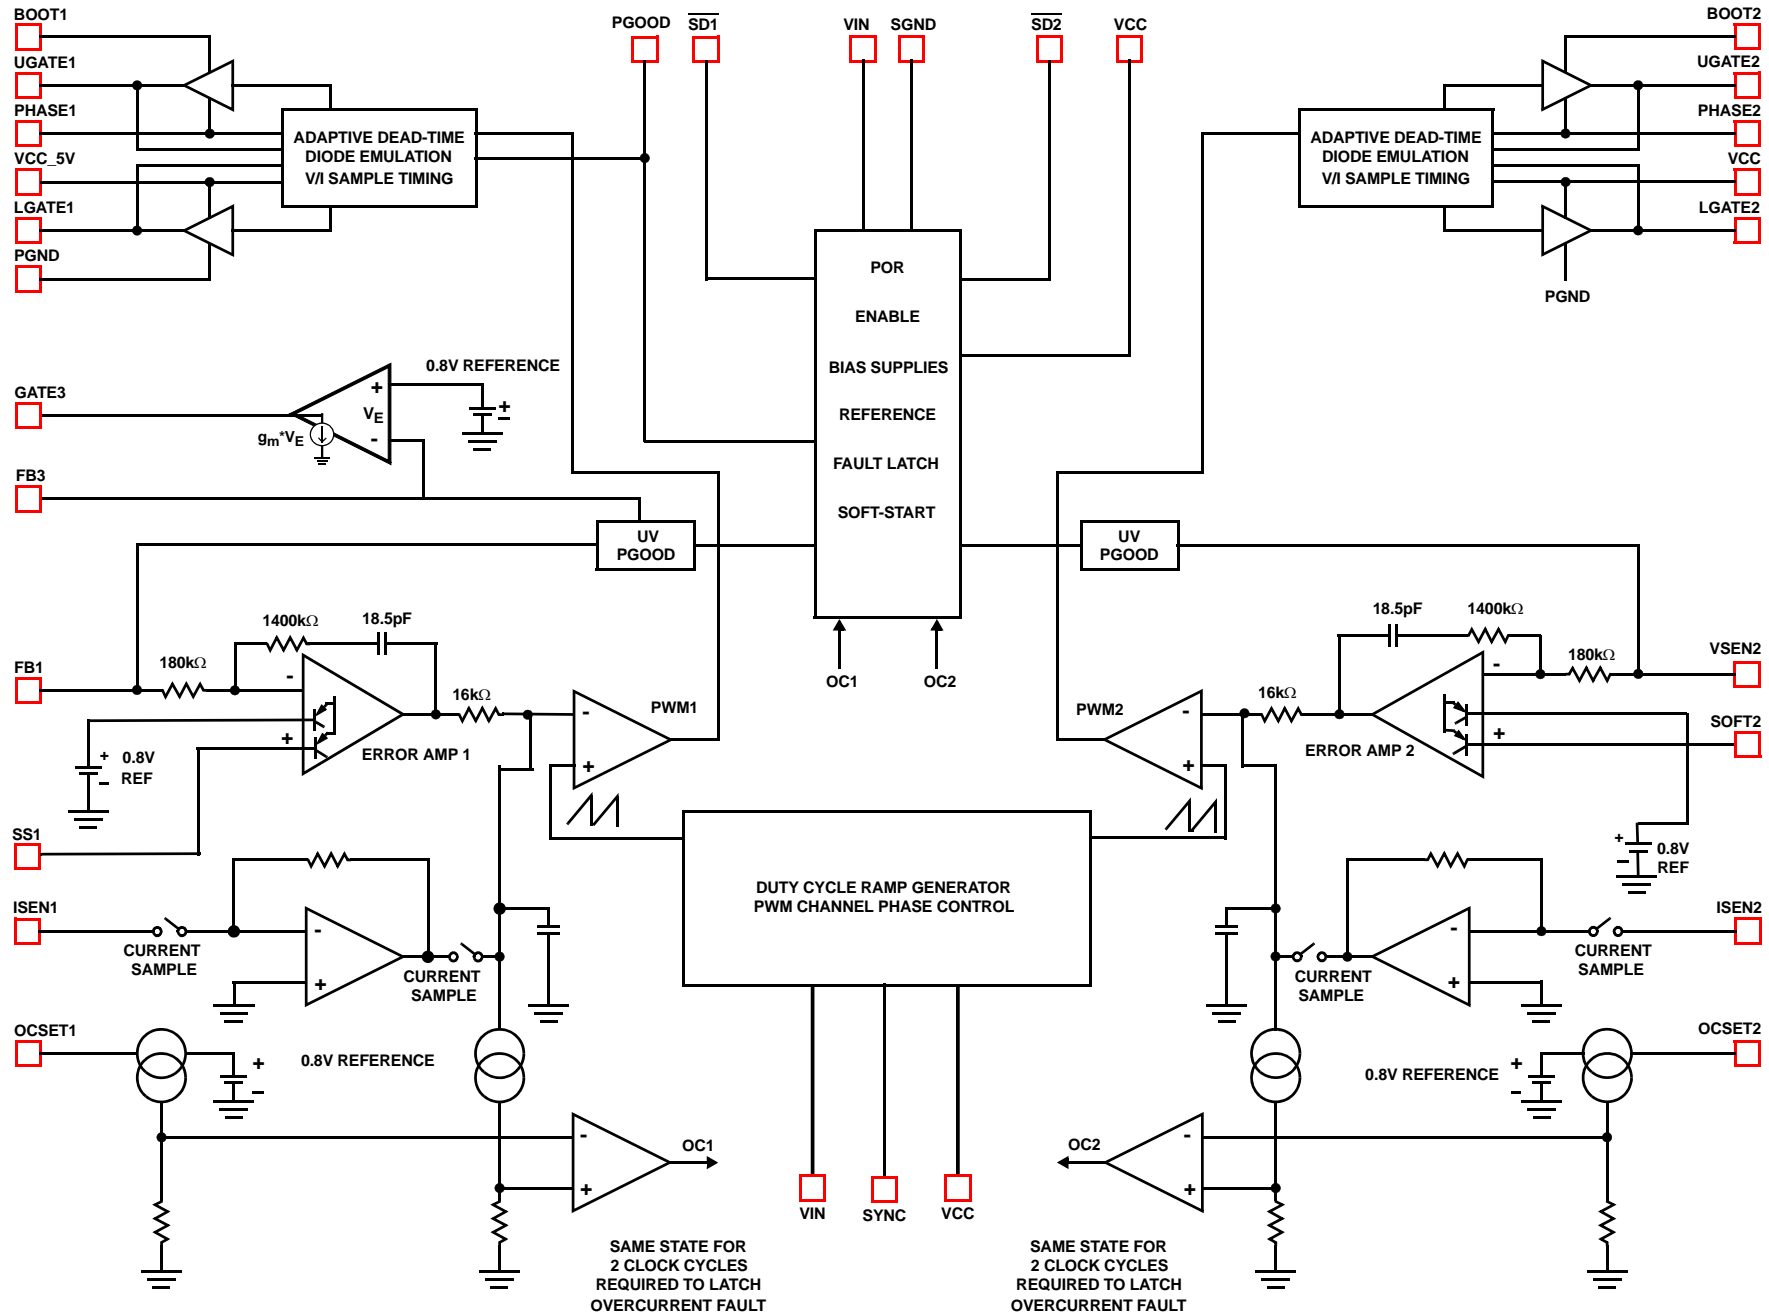 BOOT1
UGATE1
PHASE1
VCC_5V
LGATE1
PGND
ADAPTIVE DEAD-TIME
DIODE EMULATION
V/I SAMPLE TIMING
PGOOD
SD1
VIN
SGND
SD2
VCC
BOOT2
UGATE2
PHASE2
VCC
LGATE2
ADAPTIVE DEAD-TIME
DIODE EMULATION
V/I SAMPLE TIMING
PGND
POR
ENABLE
BIAS SUPPLIES
REFERENCE
FAULT LATCH
SOFT-START
OC1
OC2
GATE3
FB3
0.8V REFERENCE
+
VE
-
gm*VE
+
-
UV
PGOOD
UV
PGOOD
1400kΩ
18.5pF
180kΩ
FB1
-
+
16kΩ
ERROR AMP 1
+
-
0.8V
REF
SS1
PWM1
-
+
18.5pF
1400kΩ
180kΩ
VSEN2
SOFT2
-
+
16kΩ
ERROR AMP 2
PWM2
-
+
+
-
0.8V
REF
DUTY CYCLE RAMP GENERATOR
PWM CHANNEL PHASE CONTROL
ISEN1
CURRENT
SAMPLE
-
+
CURRENT
SAMPLE
ISEN2
CURRENT
SAMPLE
-
+
CURRENT
SAMPLE
OCSET1
+
-
0.8V REFERENCE
-
+
OC1
OCSET2
0.8V REFERENCE
+
-
-
+
OC2
VIN
SYNC
VCC
SAME STATE FOR
2 CLOCK CYCLES
REQUIRED TO LATCH
OVERCURRENT FAULT
SAME STATE FOR
2 CLOCK CYCLES
REQUIRED TO LATCH
OVERCURRENT FAULT